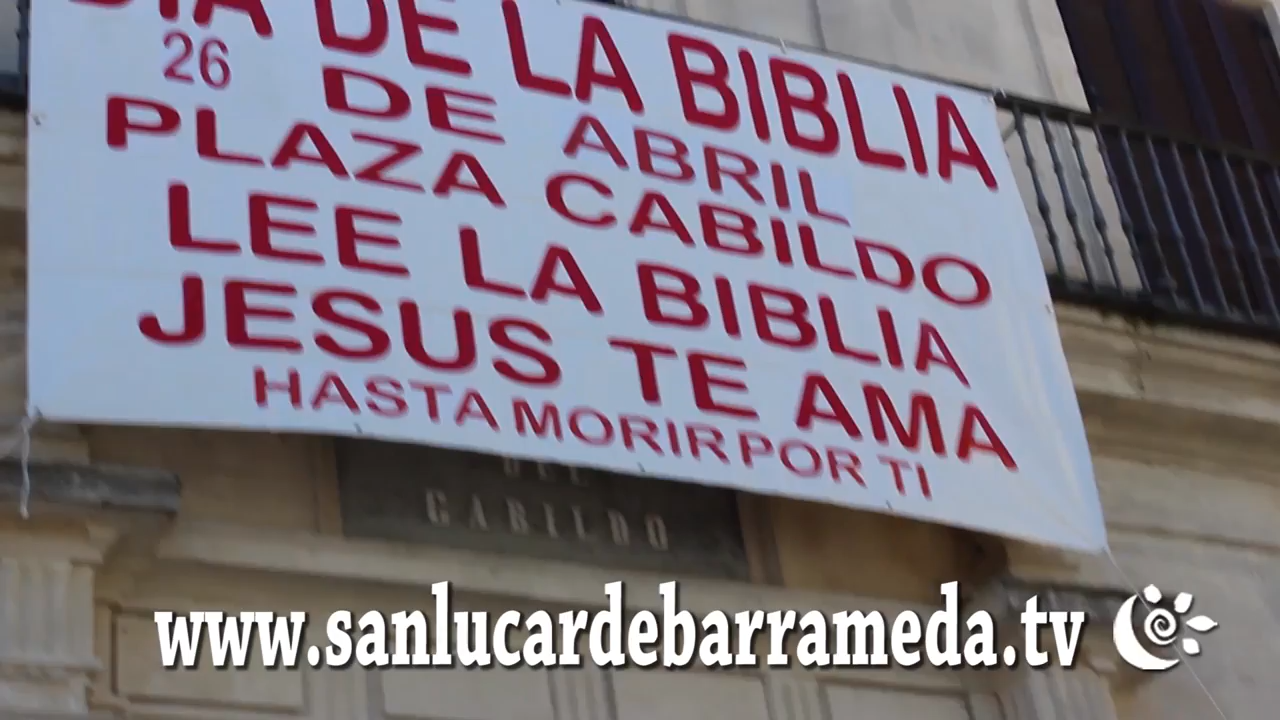 DIA DE LA BIBLIA
26 DE ABRIL
PLAZA CABILDO
LEE LA BIBLIA
JESUS TE AMA
HASTA MORIR POR TI
DEL
CABILDO
www.sanlucardebarrameda.tv